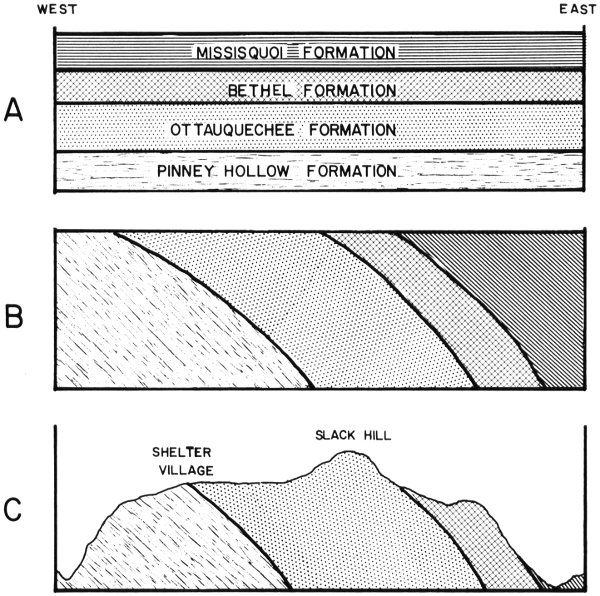 WEST
EAST
A
MISSISQUOI FORMATION
BETHEL FORMATION
OTTAUQUECHEE FORMATION
PINNEY HOLLOW FORMATION
B
C
SHELTER
VILLAGE
SLACK HILL